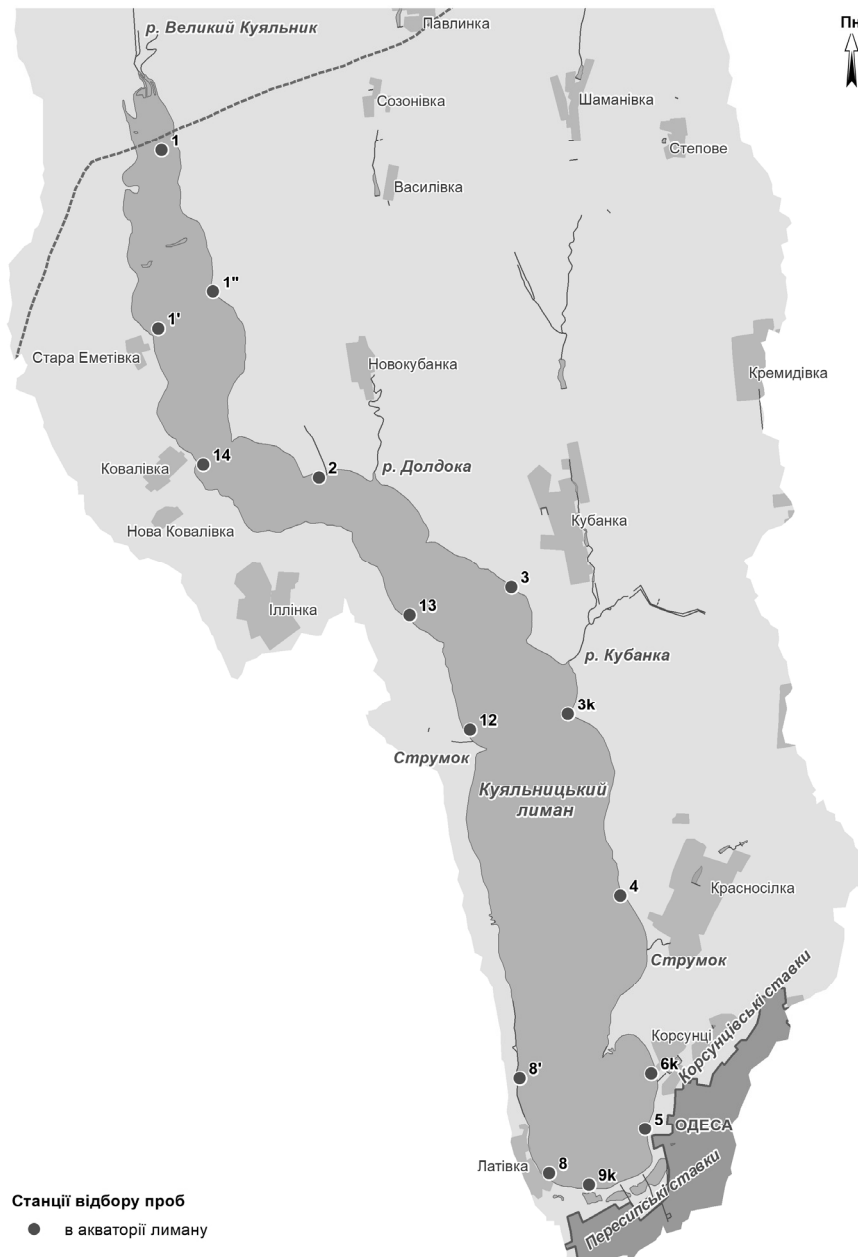 Павлинка
р. Великий Куяльник
Пн
Созонівка
Шаманівка
1
Степове
Василівка
1"
1'
Стара Еметівка
Новокубанка
Кремидівка
14
Ковалівка
2
р. Долдока
Нова Ковалівка
Кубанка
3
Іллінка
13
р. Кубанка
3k
12
Струмок
Куяльницький
лиман
Красносілка
4
Струмок
Корсунцівські ставки
Корсунці
8'
6k
5
ОДЕСА
Латівка
8
9k
Пересипські ставки
Станції відбору проб
в акваторії лиману